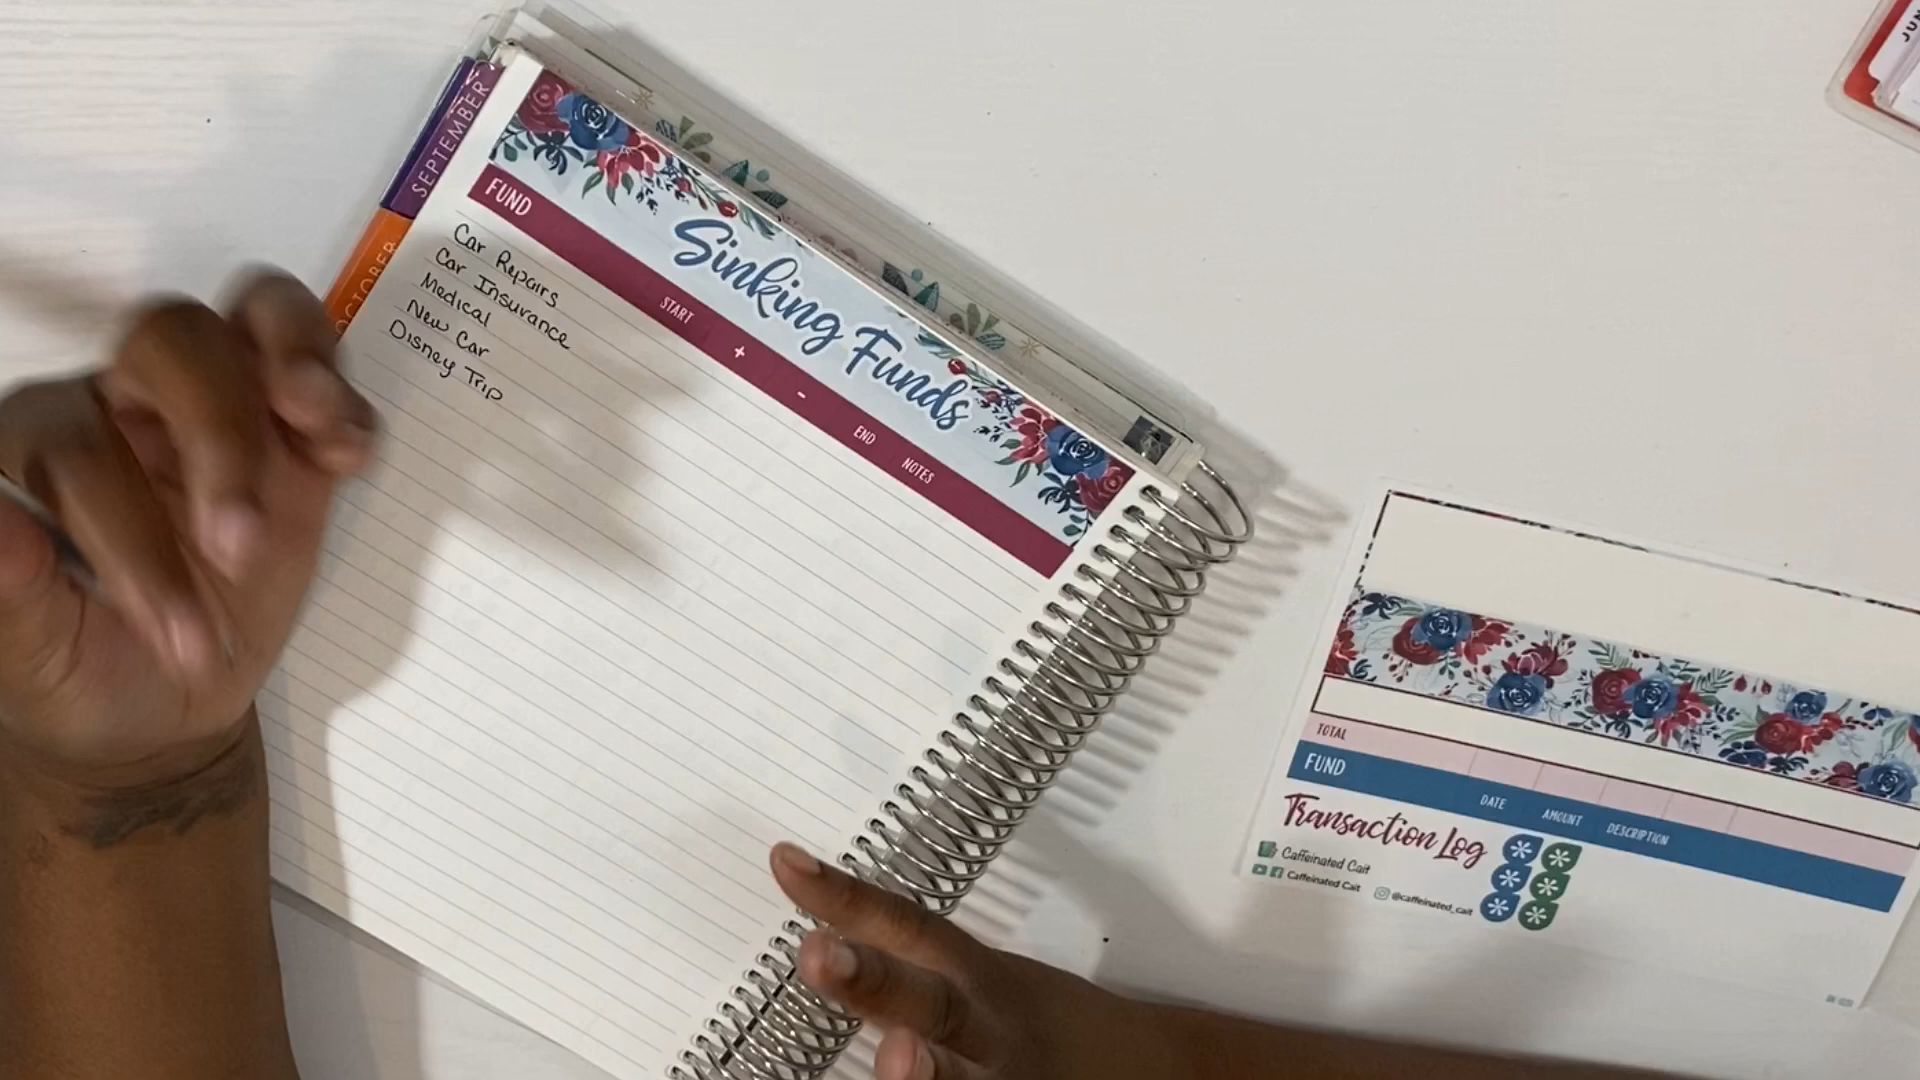 SEPTEMBER
OCTOBER
Sinking Funds
FUND START + - END NOTES
Car Repairs
Car Insurance
Medical
New Car
Disney Trip
TOTAL
FUND DATE AMOUNT DESCRIPTION
Transaction Log
Caffeinated Cait
Caffeinated Cait @caffeinated_cait